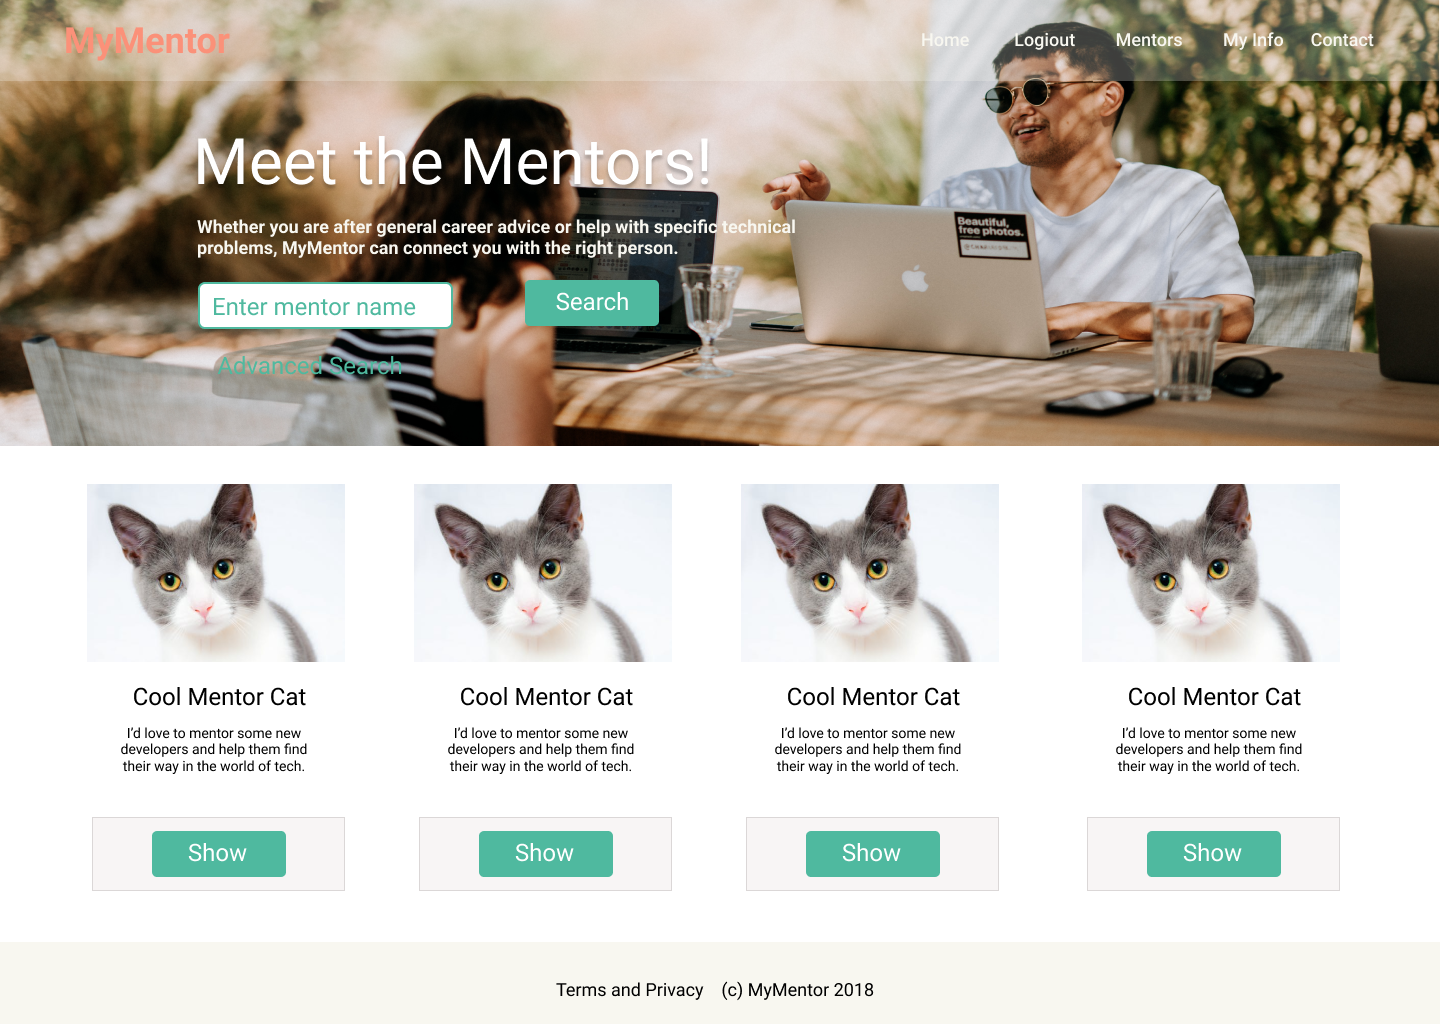 MyMentor
Home Logiout Mentors My Info Contact
Meet the Mentors!
Whether you are after general career advice or help with specific technical
problems, MyMentor can connect you with the right person.
Beautiful,
free photos.
Enter mentor name
Search
Advanced Search
Cool Mentor Cat
I’d love to mentor some new
developers and help them find
their way in the world of tech.
Show
Cool Mentor Cat
I’d love to mentor some new
developers and help them find
their way in the world of tech.
Show
Cool Mentor Cat
I’d love to mentor some new
developers and help them find
their way in the world of tech.
Show
Cool Mentor Cat
I’d love to mentor some new
developers and help them find
their way in the world of tech.
Show
Terms and Privacy (c) MyMentor 2018